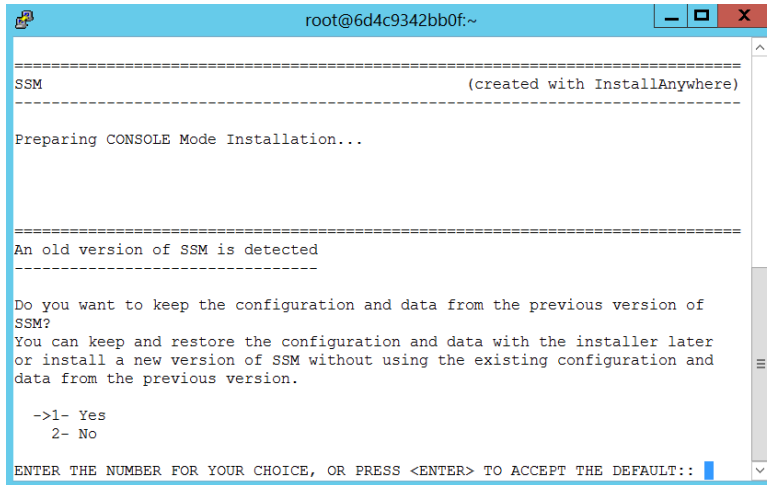 root@6d4c9342bb0f:~
===============================================================================
SSM (created with InstallAnywhere)
-------------------------------------------------------------------------------
Preparing CONSOLE Mode Installation...
===============================================================================
An old version of SSM is detected
---------------------------------
Do you want to keep the configuration and data from the previous version of
SSM?
You can keep and restore the configuration and data with the installer later
or install a new version of SSM without using the existing configuration and
data from the previous version.
->1- Yes
2- No
ENTER THE NUMBER FOR YOUR CHOICE, OR PRESS <ENTER> TO ACCEPT THE DEFAULT::